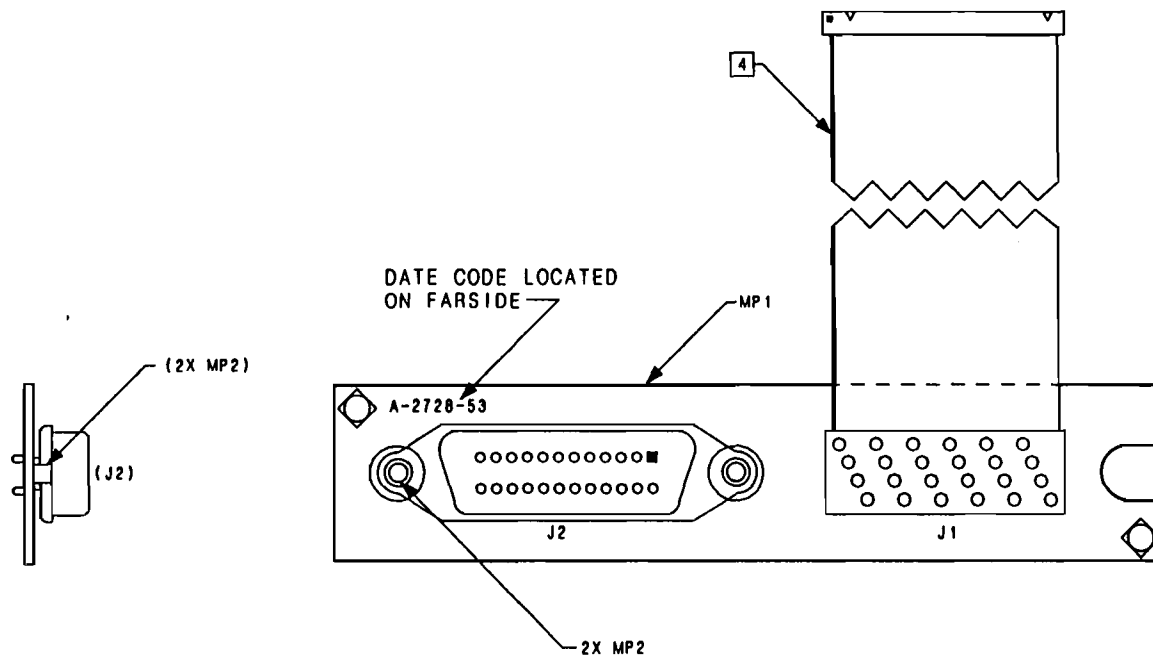 4
DATE CODE LOCATED
ON FARSIDE
MP1
(2X MP2)
A-2728-53
(J2)
J2
J1
2X MP2